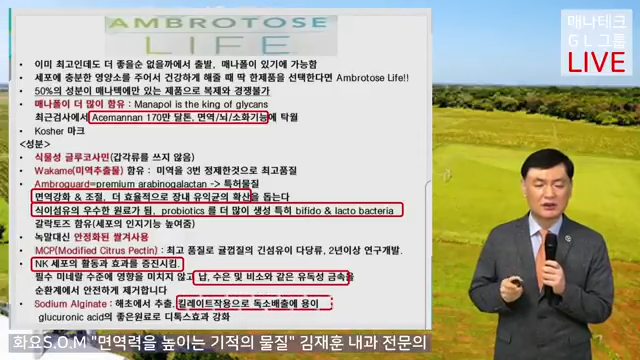 AMBROTOSE
LIFE
매나테크
GL그룹
LIVE
• 이미 최고인데도 더 좋을순 없을까에서 출발, 매나폴이 있기에 가능함
• 세포에 충분한 영양소를 주어서 건강하게 해줄 때 딱 한제품을 선택한다면 Ambrotose Life!!
• 50%의 성분이 매나텍에만 있는 제품으로 복제와 경쟁불가
• 매나폴이 더 많이 함유 : Manapol is the king of glycans
최근검사에서 Acemannan 170만 달톤, 면역/뇌/소화기능에 탁월
• Kosher 마크
<성분>
• 식물성 글루코사민(갑각류를 쓰지 않음)
• Wakame(미역추출물) 함유 : 미역을 3번 정제한것으로 최고품질
• Ambroguard=premium arabinogalactan -> 특허물질
면역강화 & 조절, 더 효율적으로 장내 유익균의 확산을 돕는다
식이섬유의 우수한 원료가 됨, probiotics 를 더 많이 생성 특히 bifido & lacto bacteria
갈락토즈 함유(세포의 인지기능 높여줌)
• 녹말대신 안정화된 쌀겨사용
• MCP(Modified Citrus Pectin) : 최고 품질로 귤껍질의 긴섬유이 다당류, 2년이상 연구개발.
NK 세포의 활동과 효과를 증진시킴.
필수 미네랄 수준에 영향을 미치지 않고 납, 수은 및 비소와 같은 유독성 금속을
순환계에서 안전하게 제거합니다
• Sodium Alginate : 해초에서 추출. 킬레이트작용으로 독소배출에 용이
glucuronic acid의 좋은원료로 디톡스효과 강화
화요S.O.M "면역력을 높이는 기적의 물질" 김재훈 내과 전문의